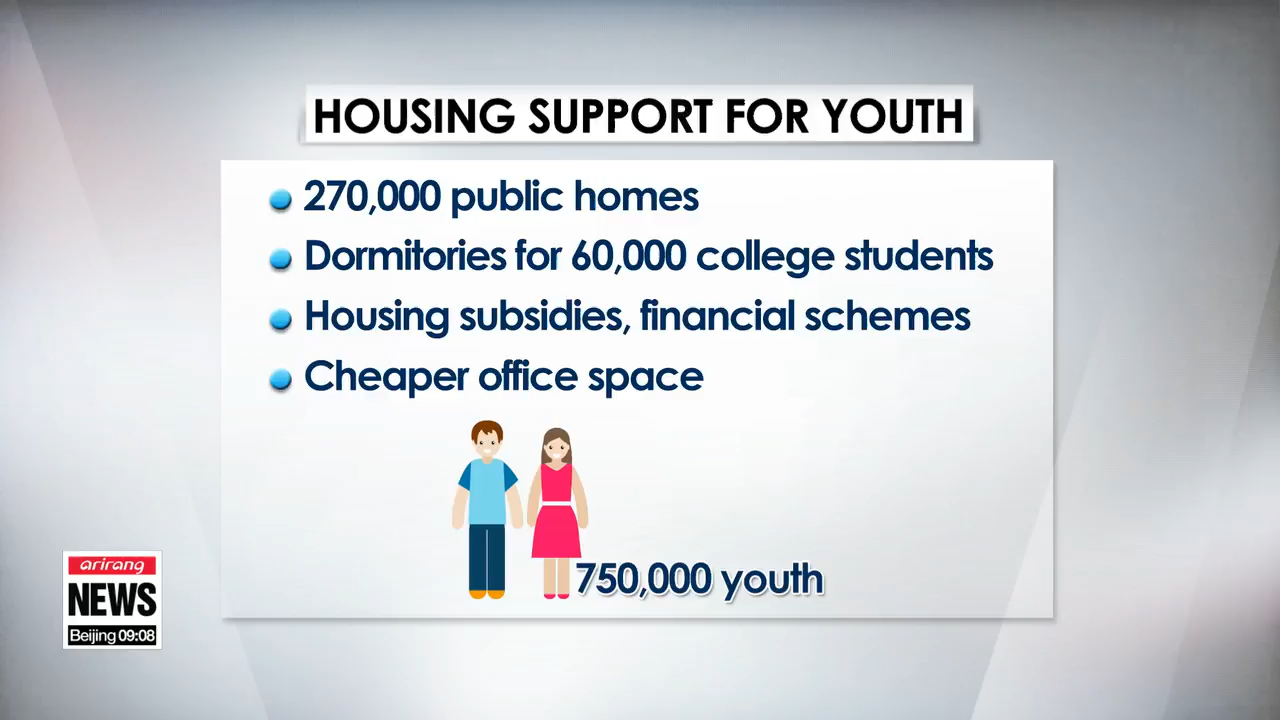 HOUSING SUPPORT FOR YOUTH
270,000 public homes
Dormitories for 60,000 college students
Housing subsidies, financial schemes
Cheaper office space
750,000 youth
arirang
NEWS
Beijing 09:08